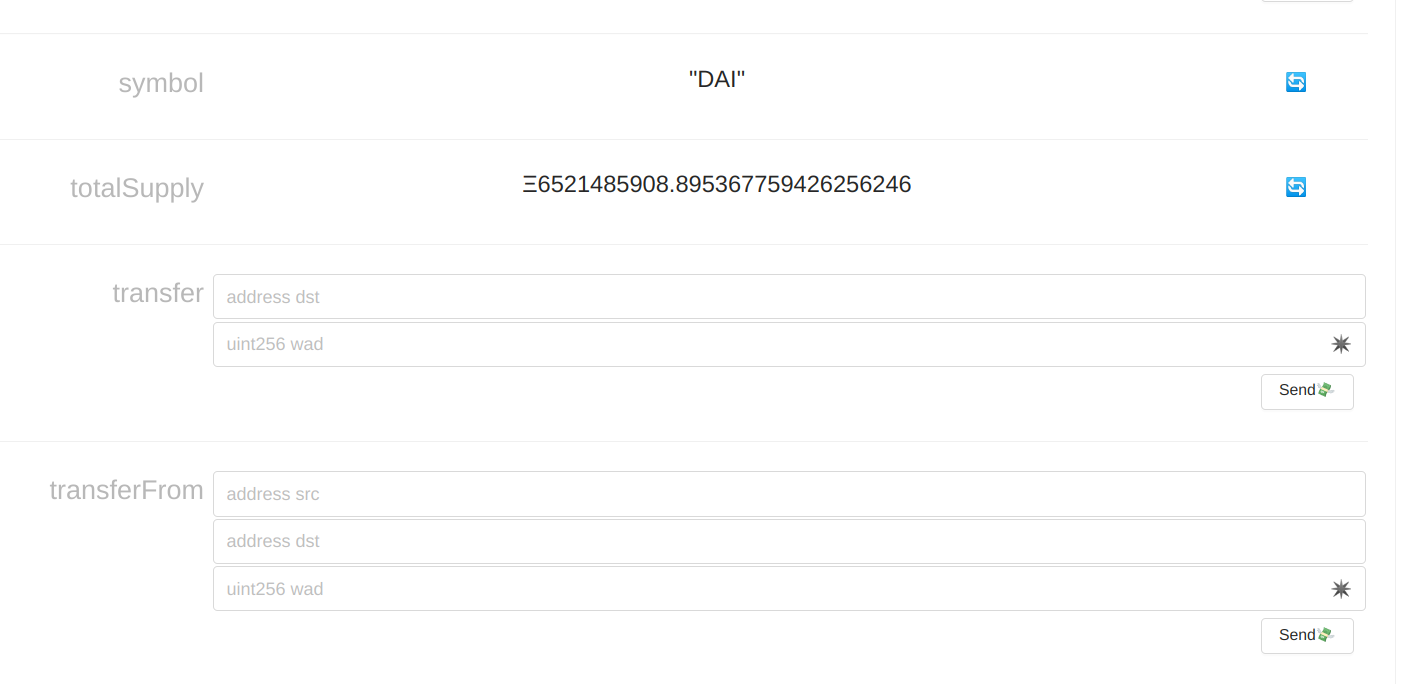 symbol
"DAI"
totalSupply
Ξ6521485908.895367759426256246
transfer
address dst
uint256 wad
Send💸
transferFrom
address src
address dst
uint256 wad
Send💸